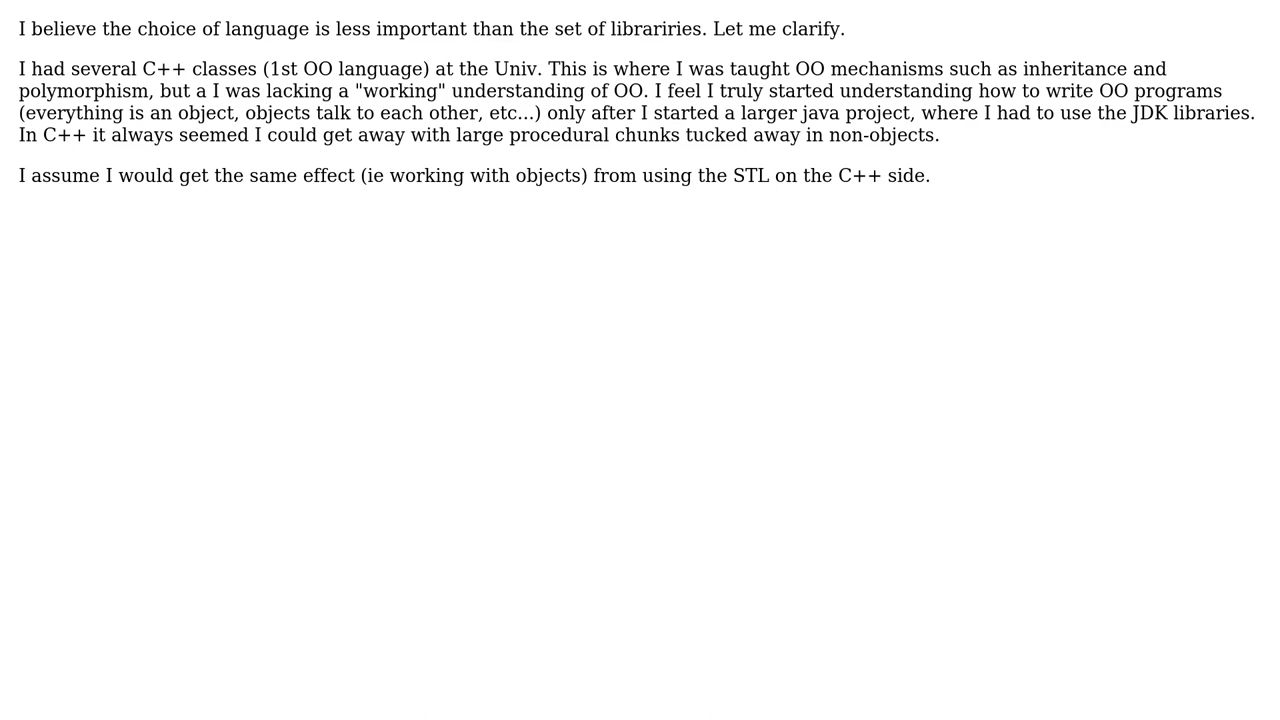 I believe the choice of language is less important than the set of librariries. Let me clarify.
I had several C++ classes (1st OO language) at the Univ. This is where I was taught OO mechanisms such as inheritance and
polymorphism, but a I was lacking a "working" understanding of OO. I feel I truly started understanding how to write OO programs
(everything is an object, objects talk to each other, etc...) only after I started a larger java project, where I had to use the JDK libraries.
In C++ it always seemed I could get away with large procedural chunks tucked away in non-objects.
I assume I would get the same effect (ie working with objects) from using the STL on the C++ side.